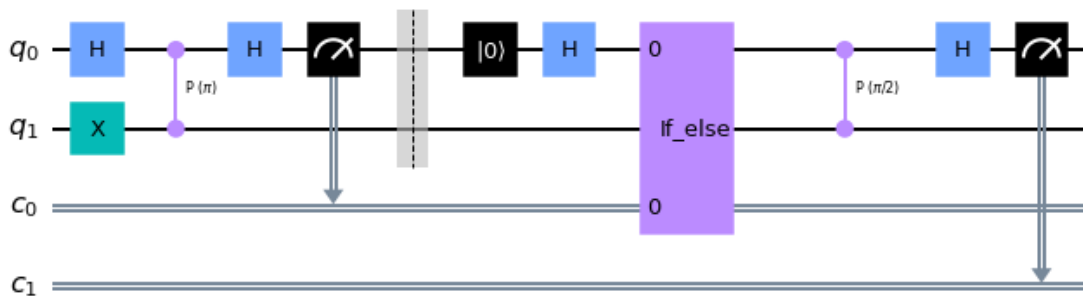 q0 H H |0⟩ H 0 H
P (π) P (π/2)
q1 X If_else
c0 0
c1